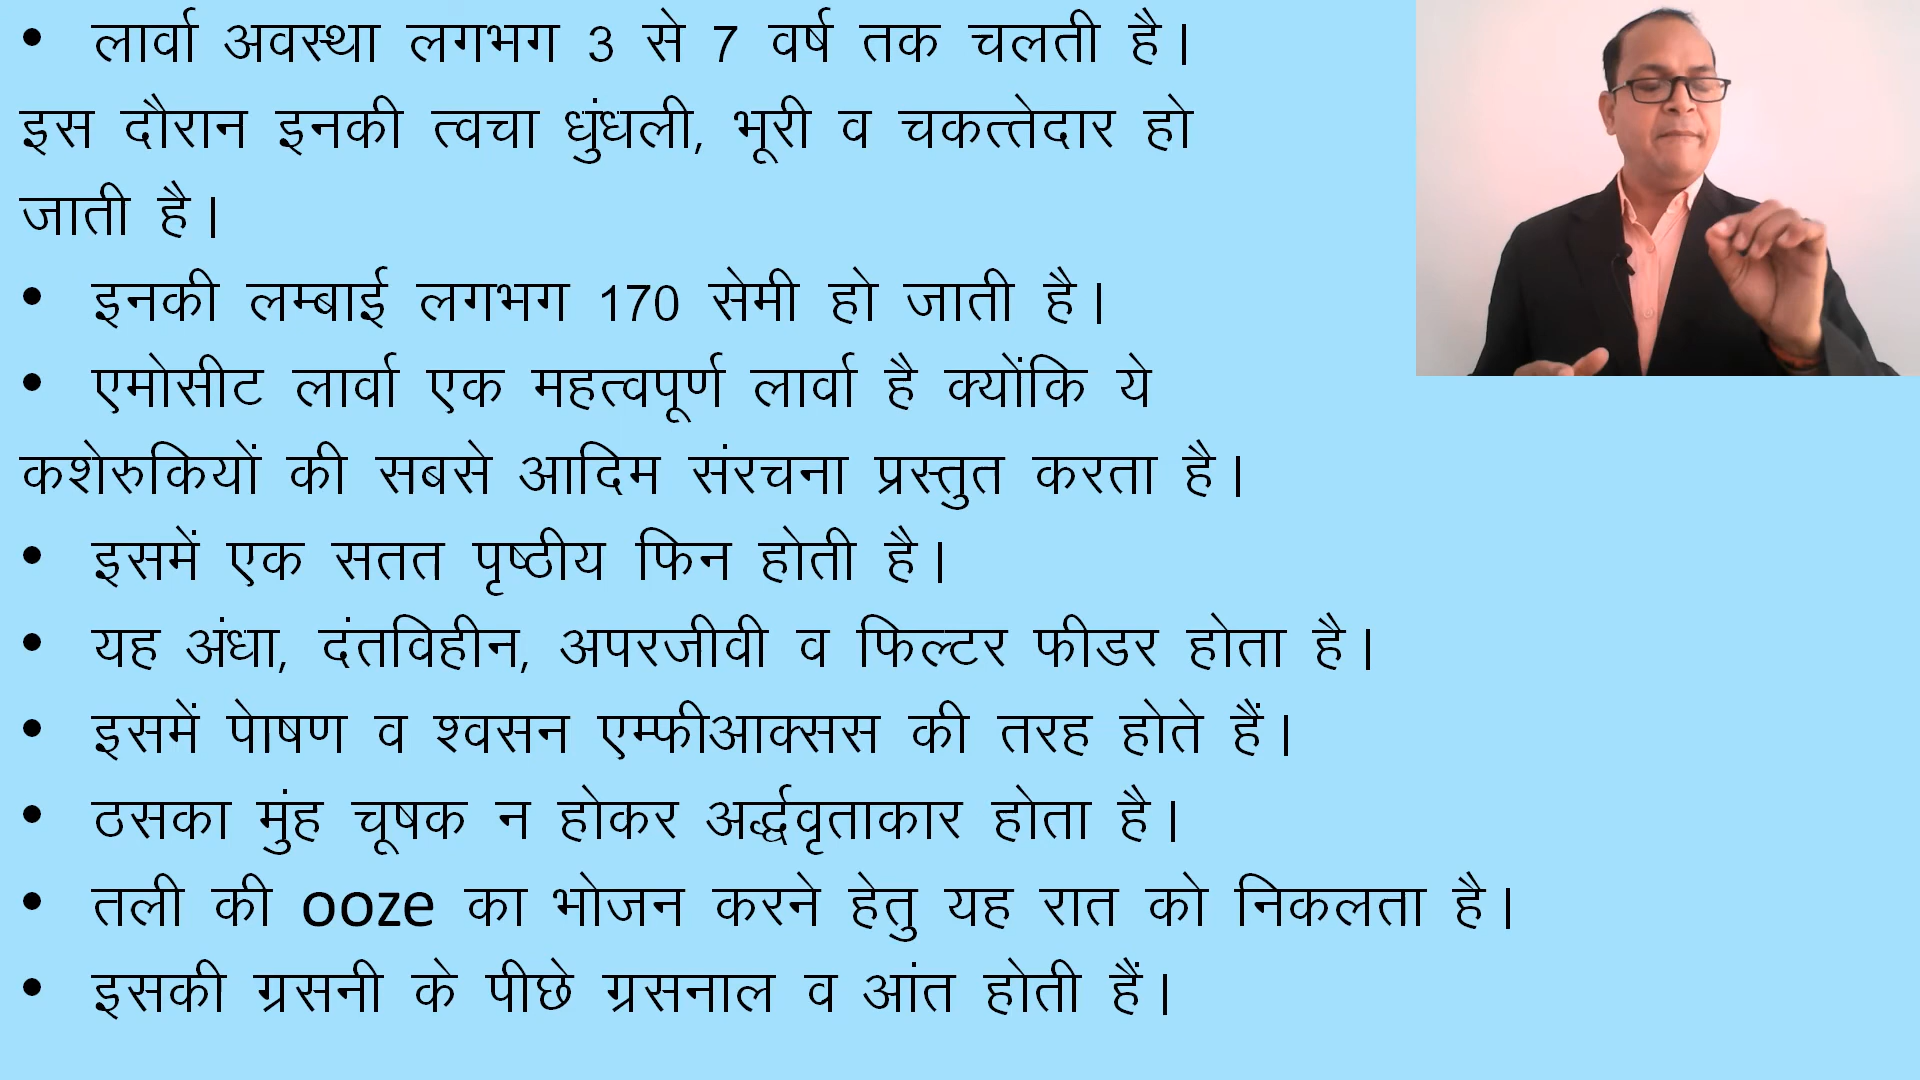 • लार्वा अवस्था लगभग 3 से 7 वर्ष तक चलती है।
इस दौरान इनकी त्वचा धुंधली, भूरी व चकत्तेदार हो
जाती है।
• इनकी लम्बाई लगभग 170 सेमी हो जाती है।
• एमोसीट लार्वा एक महत्वपूर्ण लार्वा है क्योंकि ये
कशेरुकियों की सबसे आदिम संरचना प्रस्तुत करता है।
• इसमें एक सतत पृष्ठीय फिन होती है।
• यह अंधा, दंतविहीन, अपरजीवी व फिल्टर फीडर होता है।
• इसमें पेाषण व श्वसन एम्फीआक्सस की तरह होते हैं।
• ठसका मुंह चूषक न होकर अर्द्धवृताकार होता है।
• तली की ooze का भोजन करने हेतु यह रात को निकलता है।
• इसकी ग्रसनी के पीछे ग्रसनाल व आंत होती हैं।